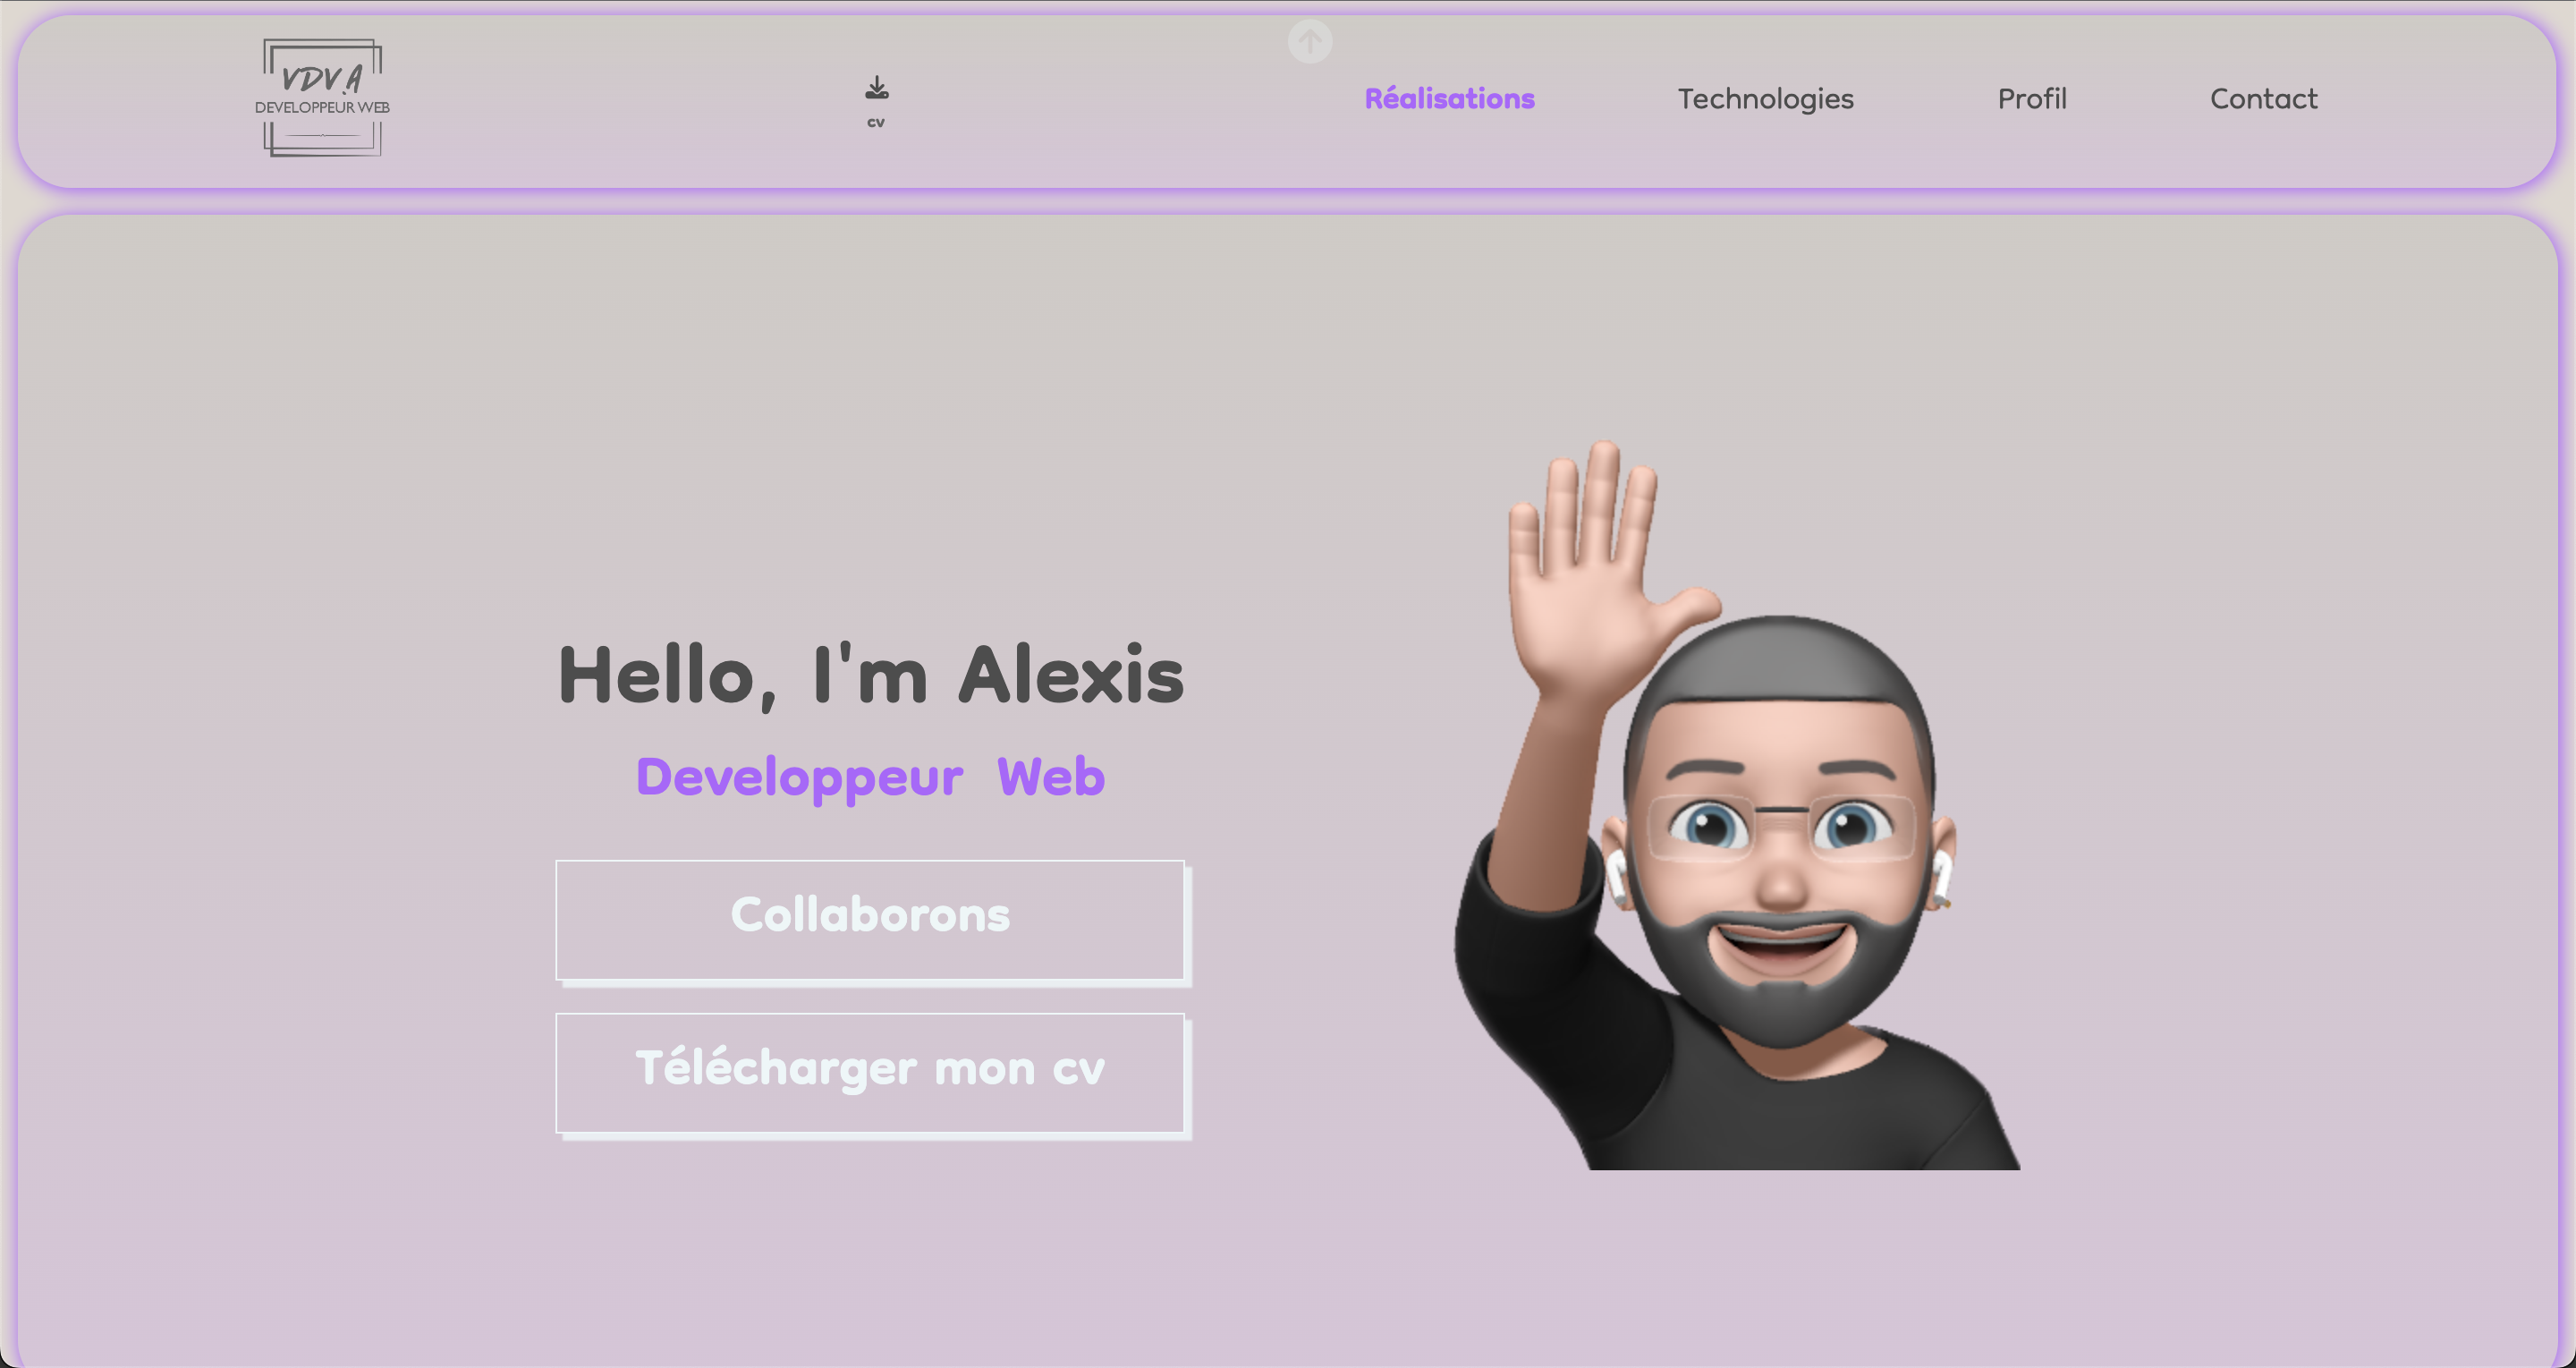 VDV.A
DEVELOPPEUR WEB
cv
Réalisations
Technologies
Profil
Contact
Hello, I'm Alexis
Developpeur Web
Collaborons
Télécharger mon cv